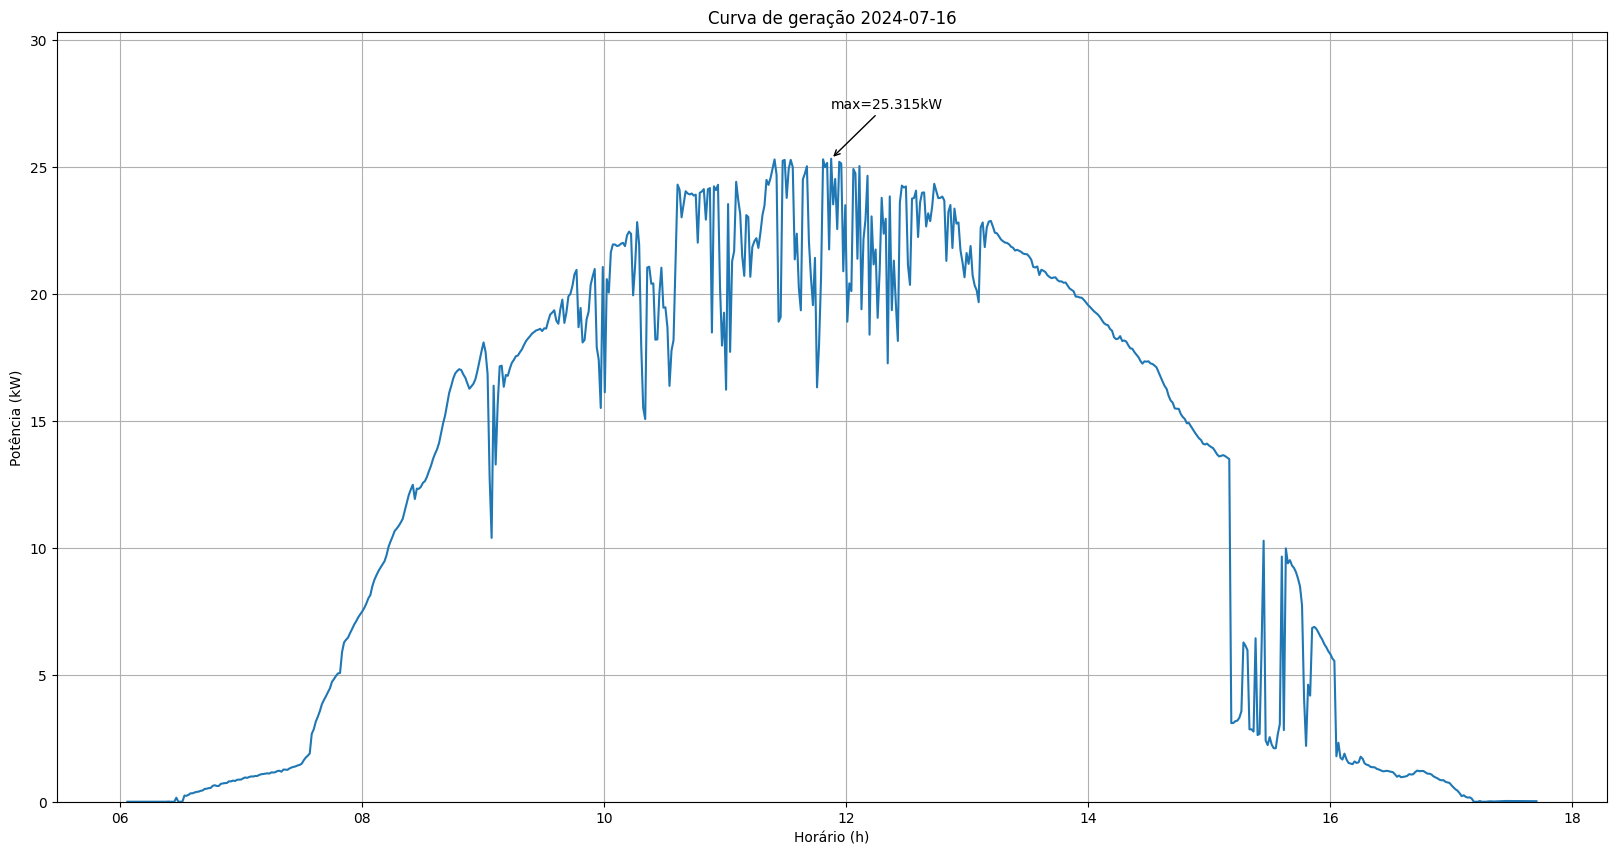 Curva de geração 2024-07-16
30
25
20
15
10
5
0
Potência (kW)
max=25.315kW
06 08 10 12 14 16 18
Horário (h)